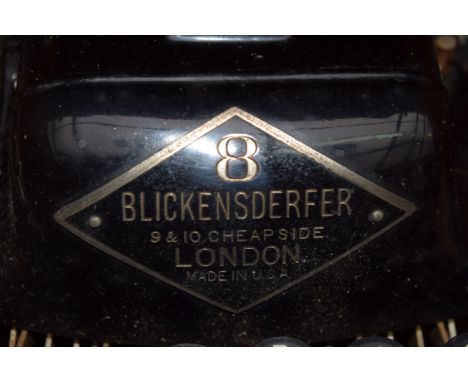 8
BLICKENSDERFER
9 & 10 CHEAPSIDE
LONDON.
MADE IN U.S.A